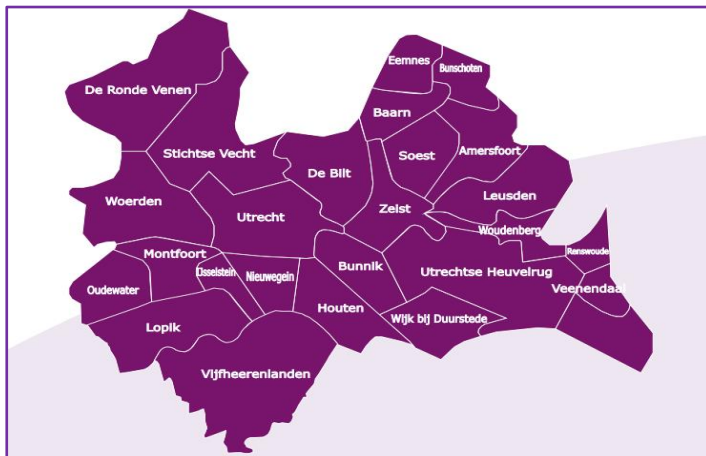 Eemnes
Bunschoten
De Ronde Venen
Baarn
Stichtse Vecht
Soest
Amersfoort
De Bilt
Leusden
Woerden
Zeist
Utrecht
Woudenberg
Montfoort
Renswoude
IJsselstein
Nieuwegein
Bunnik
Utrechtse Heuvelrug
Oudewater
Veenendaal
Houten
Lopik
Wijk bij Duurstede
Vijfheerenlanden